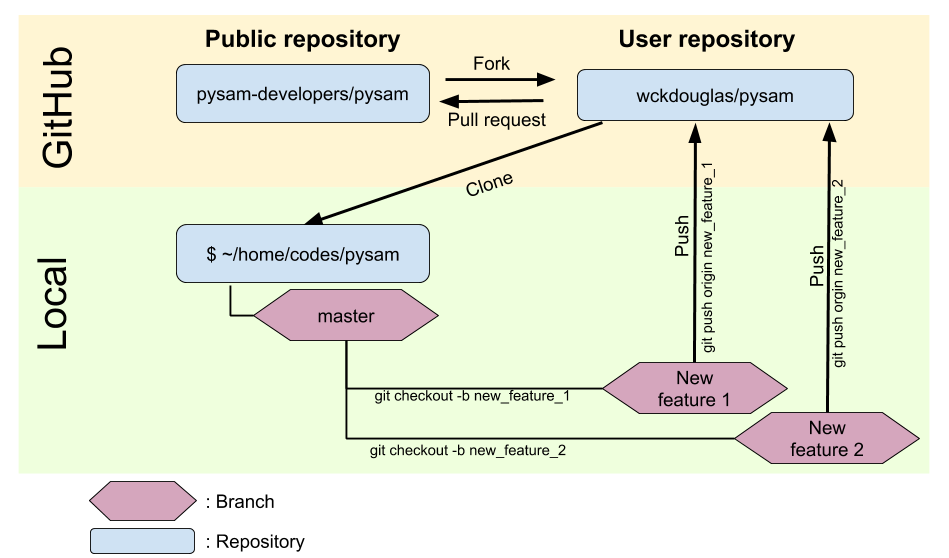 GitHub
Public repository
User repository
pysam-developers/pysam
Fork
Pull request
wckdouglas/pysam
Clone
Local
$ ~/home/codes/pysam
master
Push
git push origin new_feature_1
Push
git push orgin new_feature_2
git checkout -b new_feature_1
New
feature 1
git checkout -b new_feature_2
New
feature 2
: Branch
: Repository